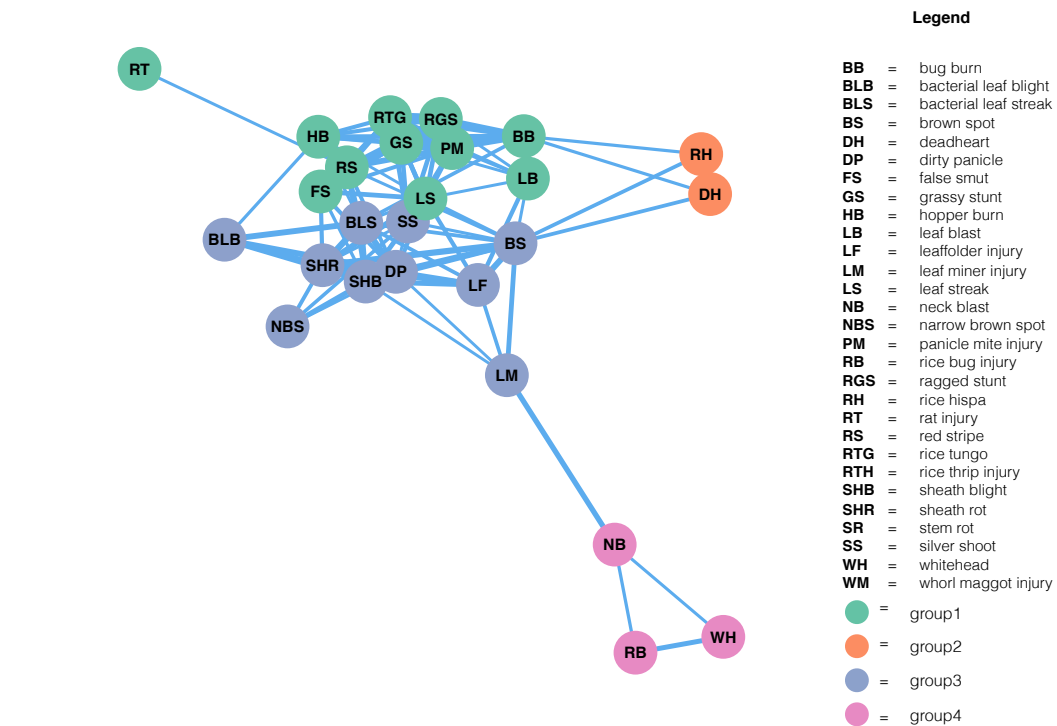 Legend
RT
RTG
RGS
HB
GS
PM
BB
RH
RS
LB
DH
FS
LS
BLS
SS
BLB
BS
SHR
SHB
DP
LF
NBS
LM
NB
WH
RB
BB = bug burn
BLB = bacterial leaf blight
BLS = bacterial leaf streak
BS = brown spot
DH = deadheart
DP = dirty panicle
FS = false smut
GS = grassy stunt
HB = hopper burn
LB = leaf blast
LF = leaffolder injury
LM = leaf miner injury
LS = leaf streak
NB = neck blast
NBS = narrow brown spot
PM = panicle mite injury
RB = rice bug injury
RGS = ragged stunt
RH = rice hispa
RT = rat injury
RS = red stripe
RTG = rice tungo
RTH = rice thrip injury
SHB = sheath blight
SHR = sheath rot
SR = stem rot
SS = silver shoot
WH = whitehead
WM = whorl maggot injury
= group1
= group2
= group3
= group4